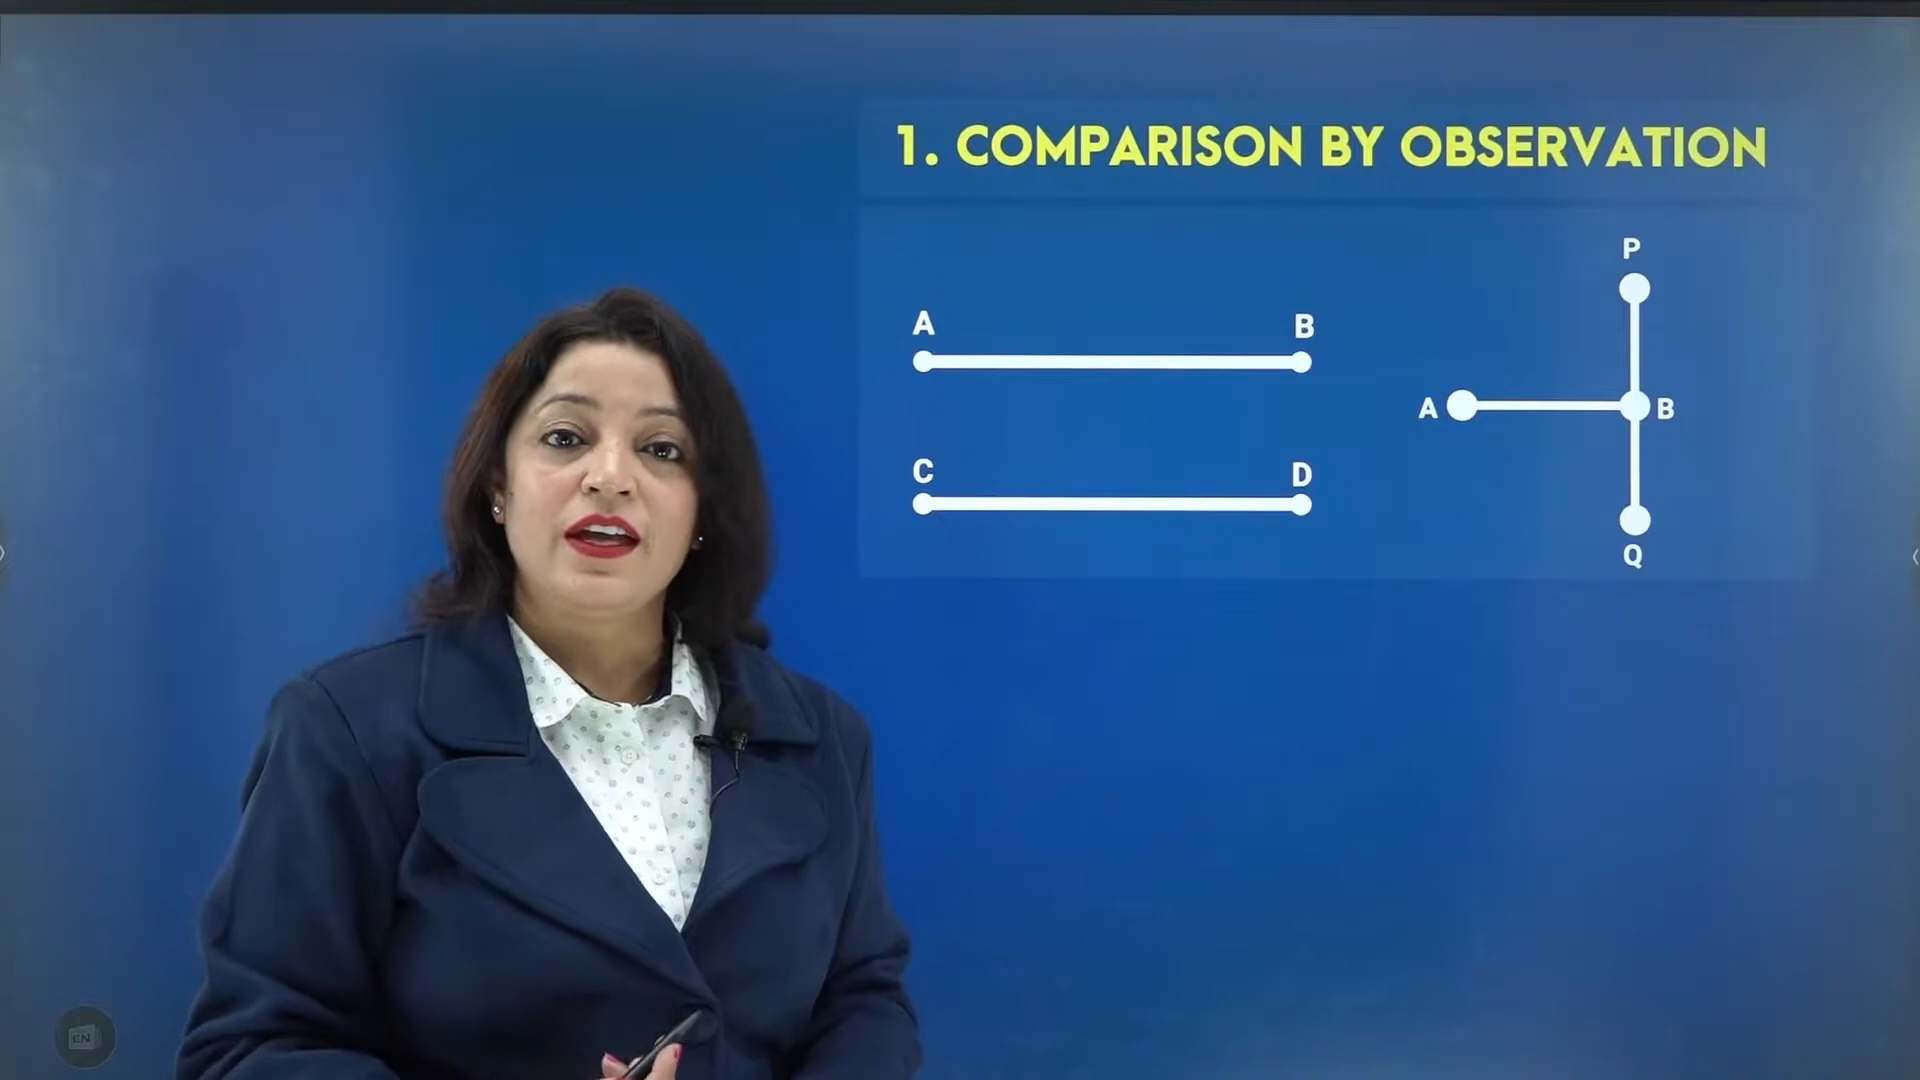 1. COMPARISON BY OBSERVATION
A B
C D
P
A B
Q
EN